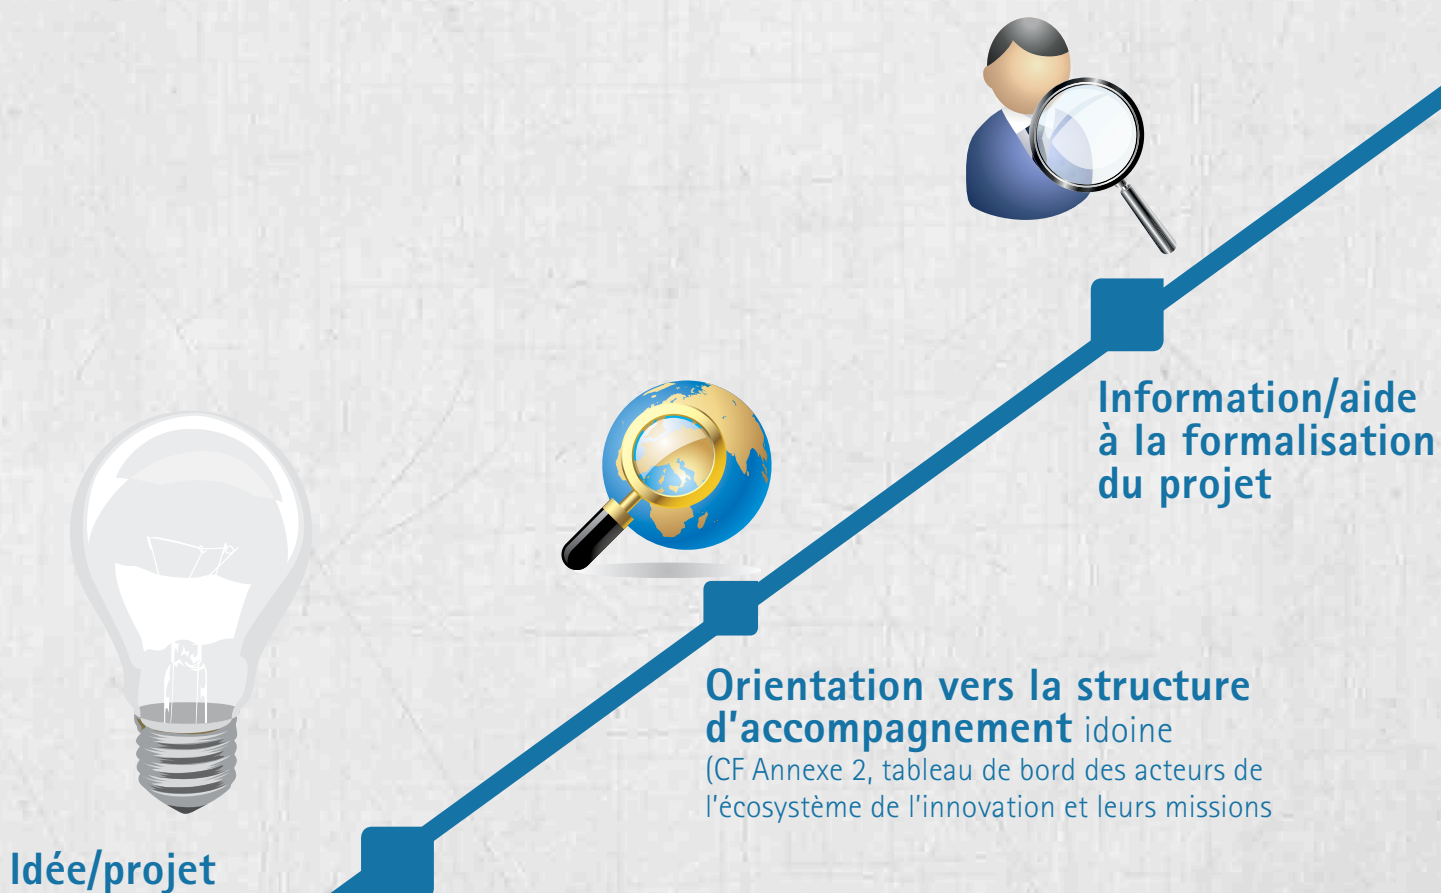 Information/aide
à la formalisation
du projet
Orientation vers la structure
d'accompagnement idoine
(CF Annexe 2, tableau de bord des acteurs de
l'écosystème de l'innovation et leurs missions
Idée/projet